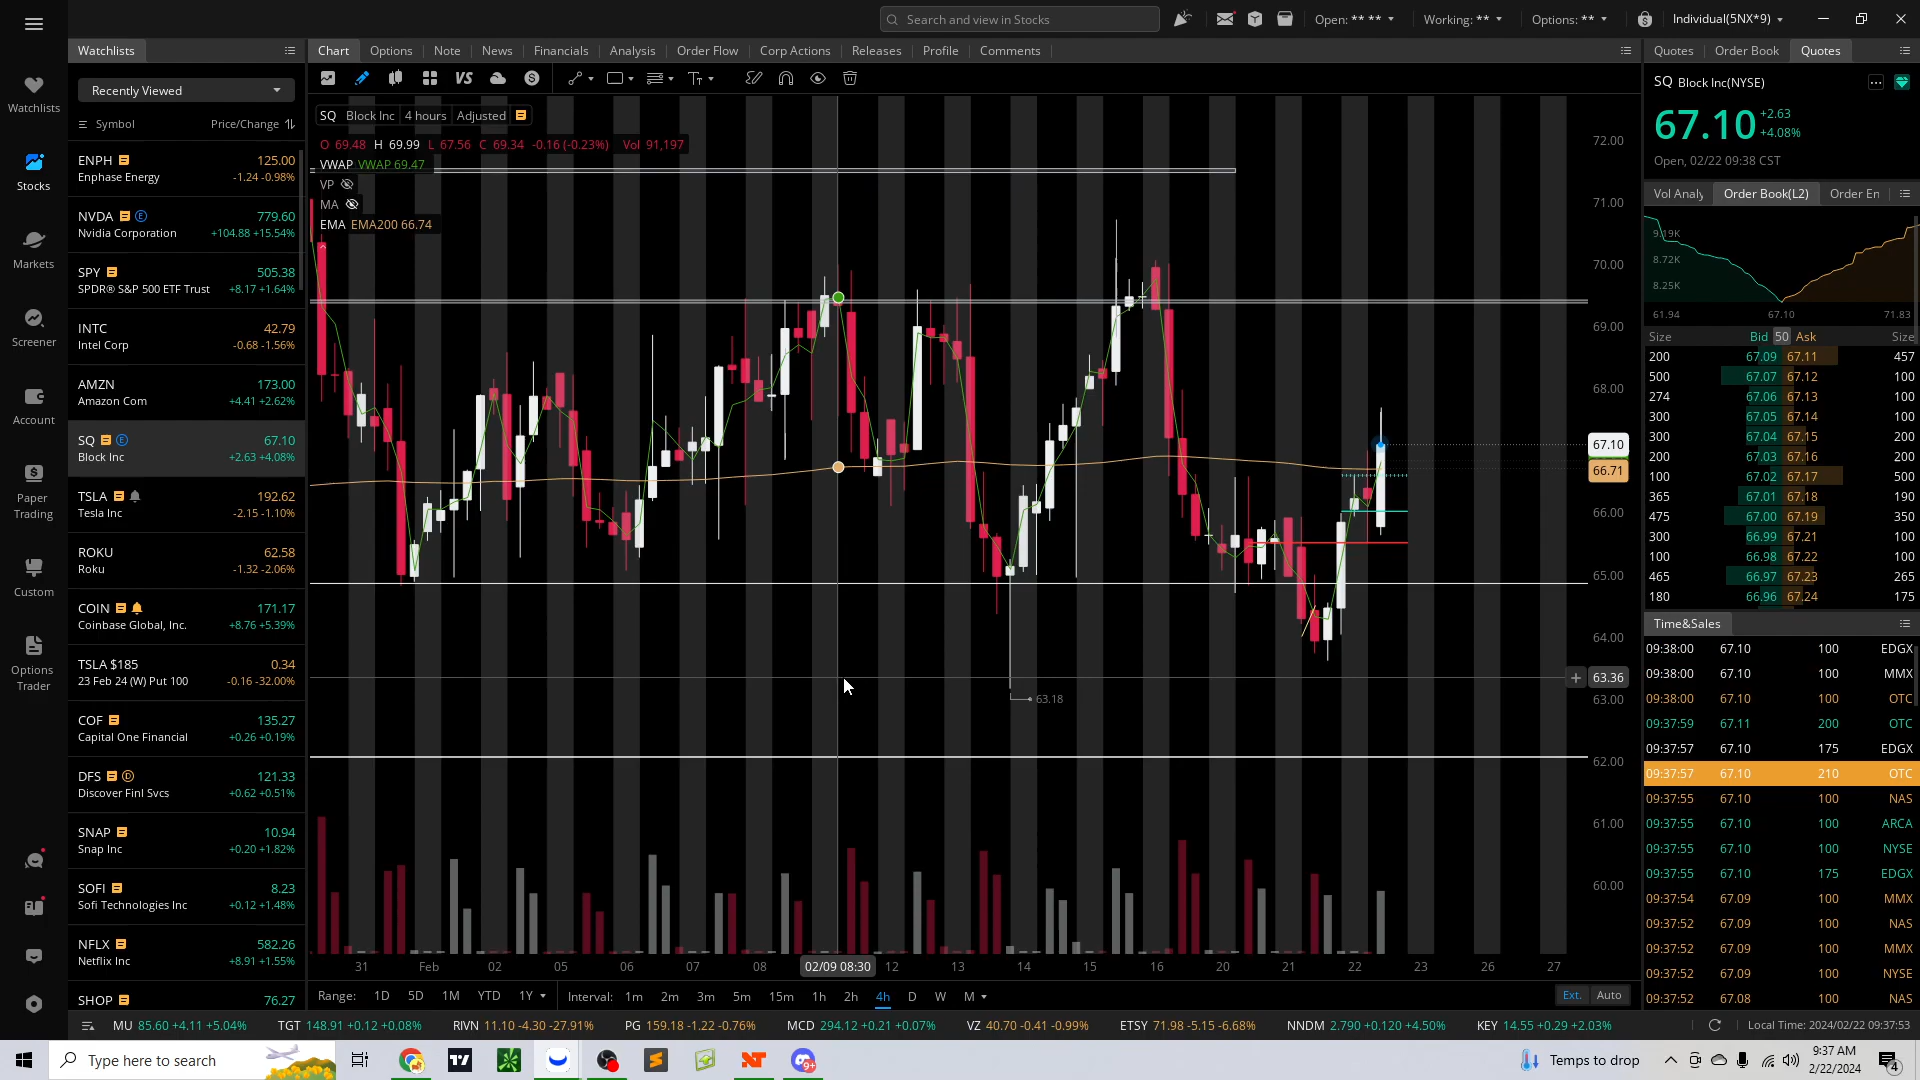 Search and view in Stocks
Open: ** **
Working: ** **
Options: **
Individual(5NX*9)
Watchlists
Chart
Options
Note
News
Financials
Analysis
Order Flow
Corp Actions
Releases
Profile
Comments
Quotes
Order Book
Quotes
Watchlists
Stocks
Markets
Screener
Account
Paper
Trading
Custom
Options
Trader
Recently Viewed
Symbol
Price/Change
ENPH 125.00
Enphase Energy -1.24 -0.98%
NVDA E 779.60
Nvidia Corporation +104.88 +15.54%
SPY 505.38
SPDR® S&P 500 ETF Trust +8.17 +1.64%
INTC 42.79
Intel Corp -0.68 -1.56%
AMZN 173.00
Amazon Com +4.41 +2.62%
SQ E 67.10
Block Inc +2.63 +4.08%
TSLA 192.62
Tesla Inc -2.15 -1.10%
ROKU 62.58
Roku -1.32 -2.06%
COIN 171.17
Coinbase Global, Inc. +8.76 +5.39%
TSLA $185 0.34
23 Feb 24 (W) Put 100 -0.16 -32.00%
COF 135.27
Capital One Financial +0.26 +0.19%
DFS D 121.33
Discover Finl Svcs +0.62 +0.51%
SNAP 10.94
Snap Inc +0.20 +1.82%
SOFI 8.23
Sofi Technologies Inc +0.12 +1.48%
NFLX 582.26
Netflix Inc +8.91 +1.55%
SHOP 76.27
VS
SQ Block Inc 4 hours Adjusted
O 69.48 H 69.99 L 67.56 C 69.34 -0.16 (-0.23%) Vol 91,197
VWAP VWAP 69.47
VP
MA
EMA EMA200 66.74
63.18
72.00
71.00
70.00
69.00
68.00
67.10
66.71
66.00
65.00
64.00
63.36
63.00
62.00
61.00
60.00
31 Feb 02 05 06 07 08 02/09 08:30 12 13 14 15 16 20 21 22 23 26 27
Range: 1D 5D 1M YTD 1Y Interval: 1m 2m 3m 5m 15m 1h 2h 4h D W M Ext. Auto
SQ Block Inc(NYSE)
67.10 +2.63
+4.08%
Open, 02/22 09:38 CST
Vol Analy
Order Book(L2)
Order En
9.19K
8.72K
8.25K
61.94 67.10 71.83
Size Bid 50 Ask Size
200 67.09 67.11 457
500 67.07 67.12 100
274 67.06 67.13 100
300 67.05 67.14 100
300 67.04 67.15 200
200 67.03 67.16 100
100 67.02 67.17 500
365 67.01 67.18 190
475 67.00 67.19 350
300 66.99 67.21 100
100 66.98 67.22 100
465 66.97 67.23 265
180 66.96 67.24 175
Time&Sales
09:38:00 67.10 100 EDGX
09:38:00 67.10 100 MMX
09:38:00 67.10 100 OTC
09:37:59 67.11 200 OTC
09:37:57 67.10 175 EDGX
09:37:57 67.10 210 OTC
09:37:55 67.10 100 NAS
09:37:55 67.10 100 ARCA
09:37:55 67.10 100 NYSE
09:37:55 67.10 175 EDGX
09:37:54 67.09 100 MMX
09:37:52 67.09 100 NAS
09:37:52 67.09 100 MMX
09:37:52 67.09 100 NYSE
09:37:52 67.08 100 NAS
MU 85.60 +4.11 +5.04% TGT 148.91 +0.12 +0.08% RIVN 11.10 -4.30 -27.91% PG 159.18 -1.22 -0.76% MCD 294.12 +0.21 +0.07% VZ 40.70 -0.41 -0.99% ETSY 71.98 -5.15 -6.68% NNDM 2.790 +0.120 +4.50% KEY 14.55 +0.29 +2.03% Local Time: 2024/02/22 09:37:53
Type here to search
9+
Temps to drop
9:37 AM
2/22/2024
4